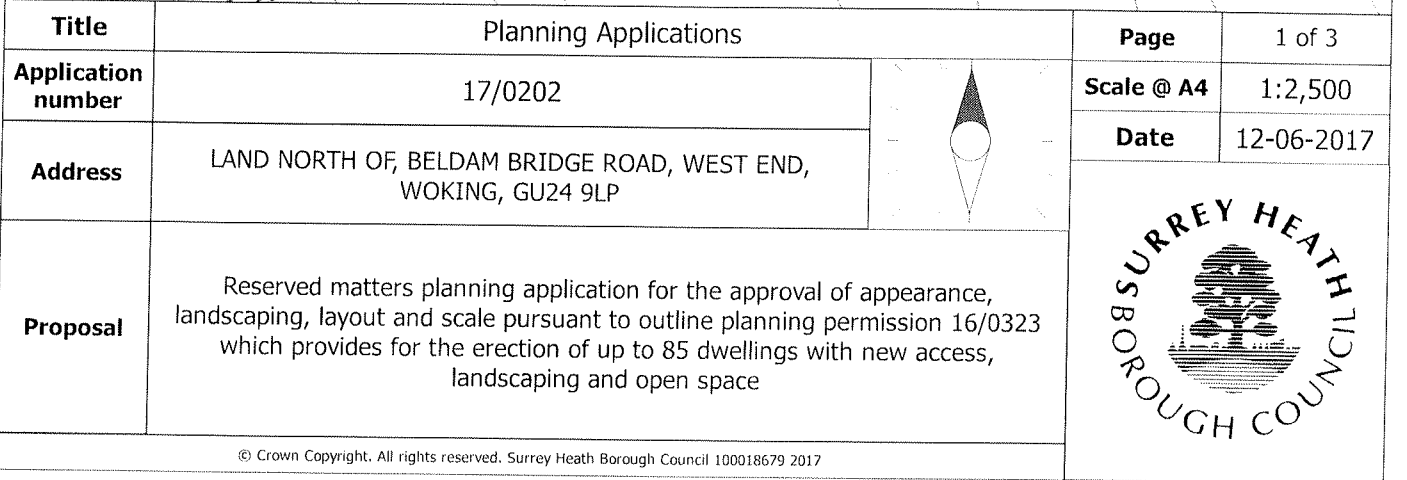 Title
Planning Applications
Page
1 of 3
Application
number
17/0202
Scale @ A4
1:2,500
Date
12-06-2017
Address
LAND NORTH OF, BELDAM BRIDGE ROAD, WEST END,
WOKING, GU24 9LP
Proposal
Reserved matters planning application for the approval of appearance,
landscaping, layout and scale pursuant to outline planning permission 16/0323
which provides for the erection of up to 85 dwellings with new access,
landscaping and open space
SURREY HEATH
BOROUGH COUNCIL
© Crown Copyright. All rights reserved. Surrey Heath Borough Council 100018679 2017